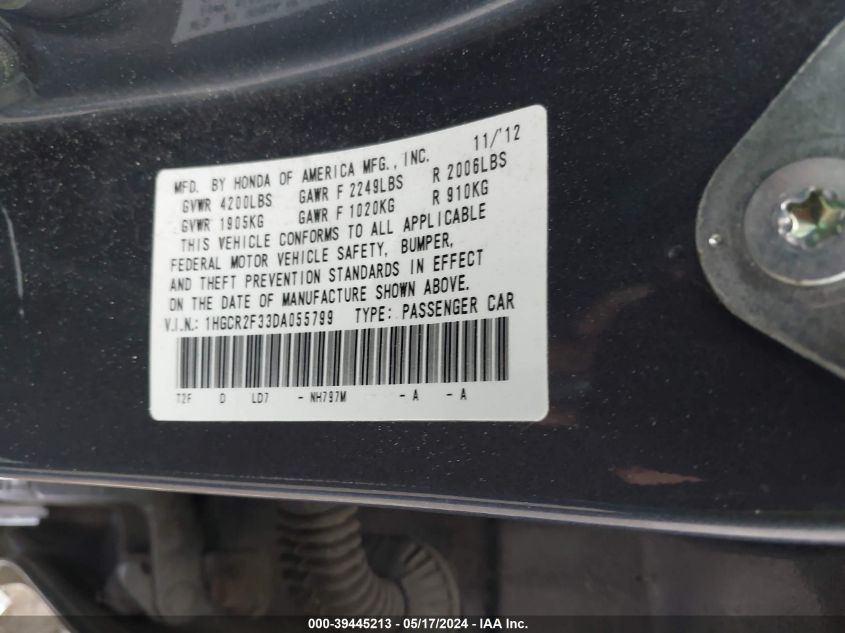 MFD. BY HONDA OF AMERICA MFG., INC. 11/'12
GVWR 4200LBS GAWR F 2249LBS R 2006LBS
GVWR 1905KG GAWR F 1020KG R 910KG
THIS VEHICLE CONFORMS TO ALL APPLICABLE
FEDERAL MOTOR VEHICLE SAFETY, BUMPER,
AND THEFT PREVENTION STANDARDS IN EFFECT
ON THE DATE OF MANUFACTURE SHOWN ABOVE.
V.I.N.: 1HGCR2F33DA055799 TYPE: PASSENGER CAR
T2F D LD7 - NH797M - A - A
000-39445213 - 05/17/2024 - IAA Inc.